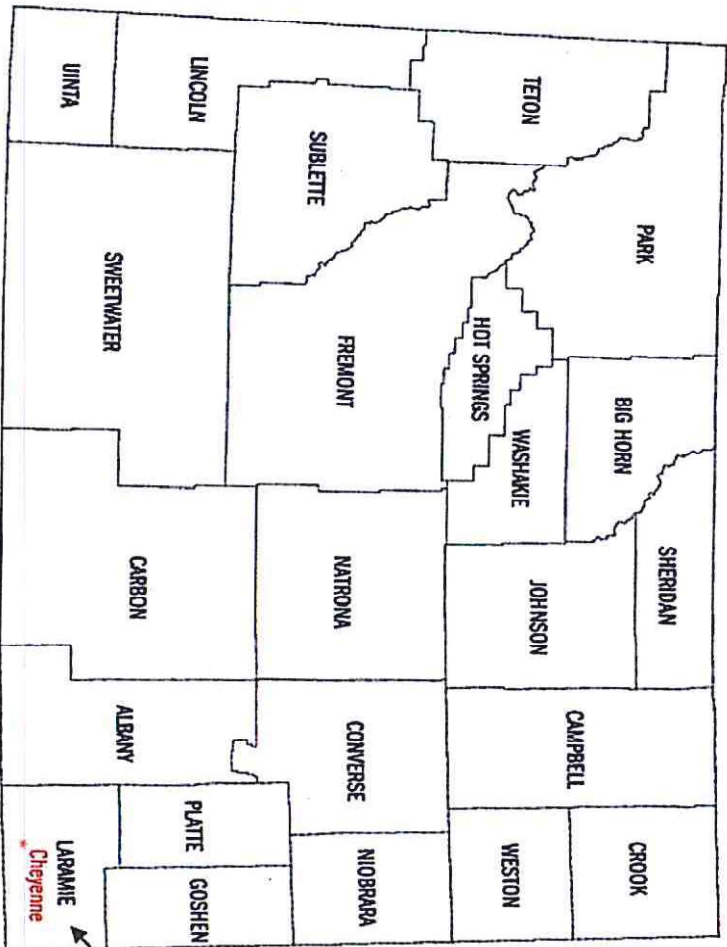 TETON
PARK
BIG HORN
SHERIDAN
CAMPBELL
CROOK
WESTON
JOHNSON
WASHAKIE
HOT SPRINGS
LINCOLN
SUBLETTE
FREMONT
NATRONA
CONVERSE
NIOBRARA
UINTA
SWEETWATER
CARBON
ALBANY
PLATTE
GOSHEN
LARAMIE
* Cheyenne